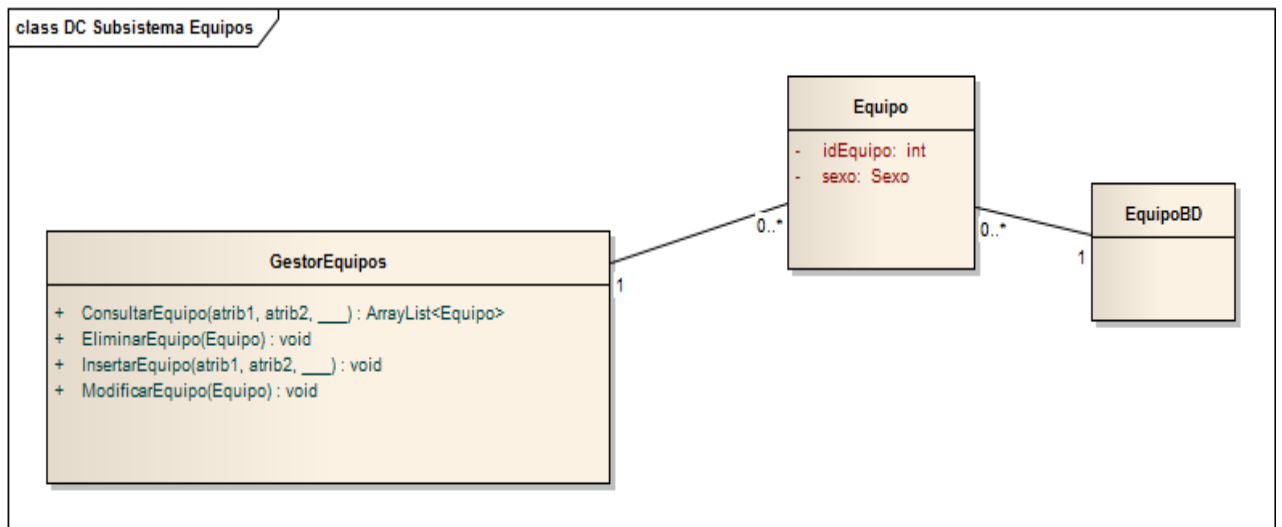 class DC Subsistema Equipos
Equipo
- idEquipo: int
- sexo: Sexo
EquipoBD
0..*
0..*
1
GestorEquipos
1
+ ConsultarEquipo(atrib1, atrib2, ___) : ArrayList<Equipo>
+ EliminarEquipo(Equipo) : void
+ InsertarEquipo(atrib1, atrib2, ___) : void
+ ModificarEquipo(Equipo) : void